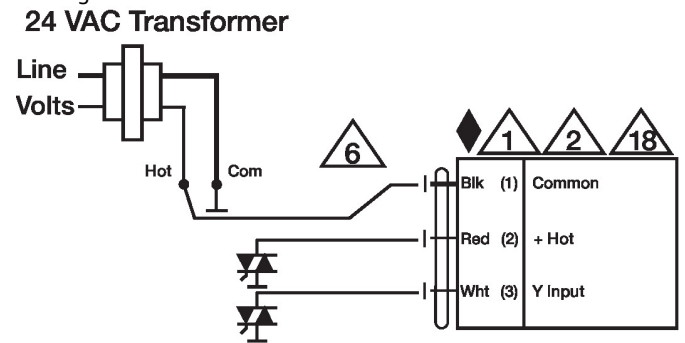 24 VAC Transformer
Line
Volts
Hot
Com
6
1
2
18
Blk (1) Common
Red (2) + Hot
Wht (3) Y Input